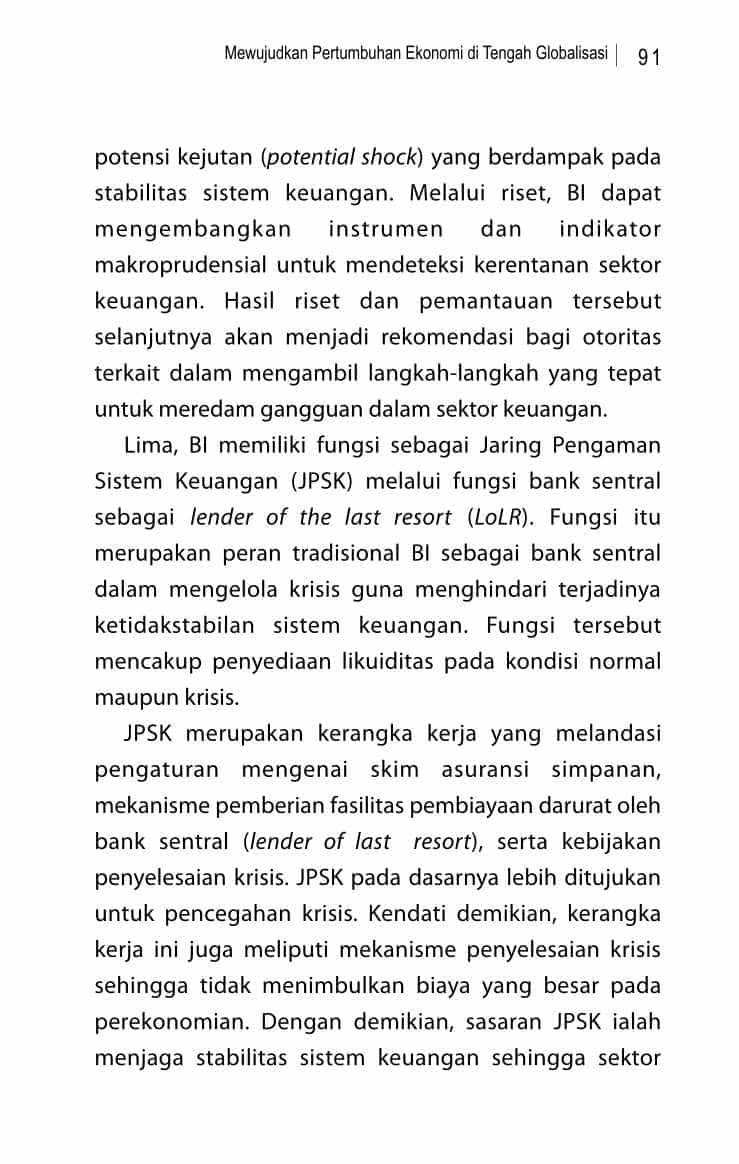 Mewujudkan Pertumbuhan Ekonomi di Tengah Globalisasi | 91
potensi kejutan (potential shock) yang berdampak pada
stabilitas sistem keuangan. Melalui riset, BI dapat
mengembangkan instrumen dan indikator
makroprudensial untuk mendeteksi kerentanan sektor
keuangan. Hasil riset dan pemantauan tersebut
selanjutnya akan menjadi rekomendasi bagi otoritas
terkait dalam mengambil langkah-langkah yang tepat
untuk meredam gangguan dalam sektor keuangan.
Lima, BI memiliki fungsi sebagai Jaring Pengaman
Sistem Keuangan (JPSK) melalui fungsi bank sentral
sebagai lender of the last resort (LoLR). Fungsi itu
merupakan peran tradisional BI sebagai bank sentral
dalam mengelola krisis guna menghindari terjadinya
ketidakstabilan sistem keuangan. Fungsi tersebut
mencakup penyediaan likuiditas pada kondisi normal
maupun krisis.
JPSK merupakan kerangka kerja yang melandasi
pengaturan mengenai skim asuransi simpanan,
mekanisme pemberian fasilitas pembiayaan darurat oleh
bank sentral (lender of last resort), serta kebijakan
penyelesaian krisis. JPSK pada dasarnya lebih ditujukan
untuk pencegahan krisis. Kendati demikian, kerangka
kerja ini juga meliputi mekanisme penyelesaian krisis
sehingga tidak menimbulkan biaya yang besar pada
perekonomian. Dengan demikian, sasaran JPSK ialah
menjaga stabilitas sistem keuangan sehingga sektor